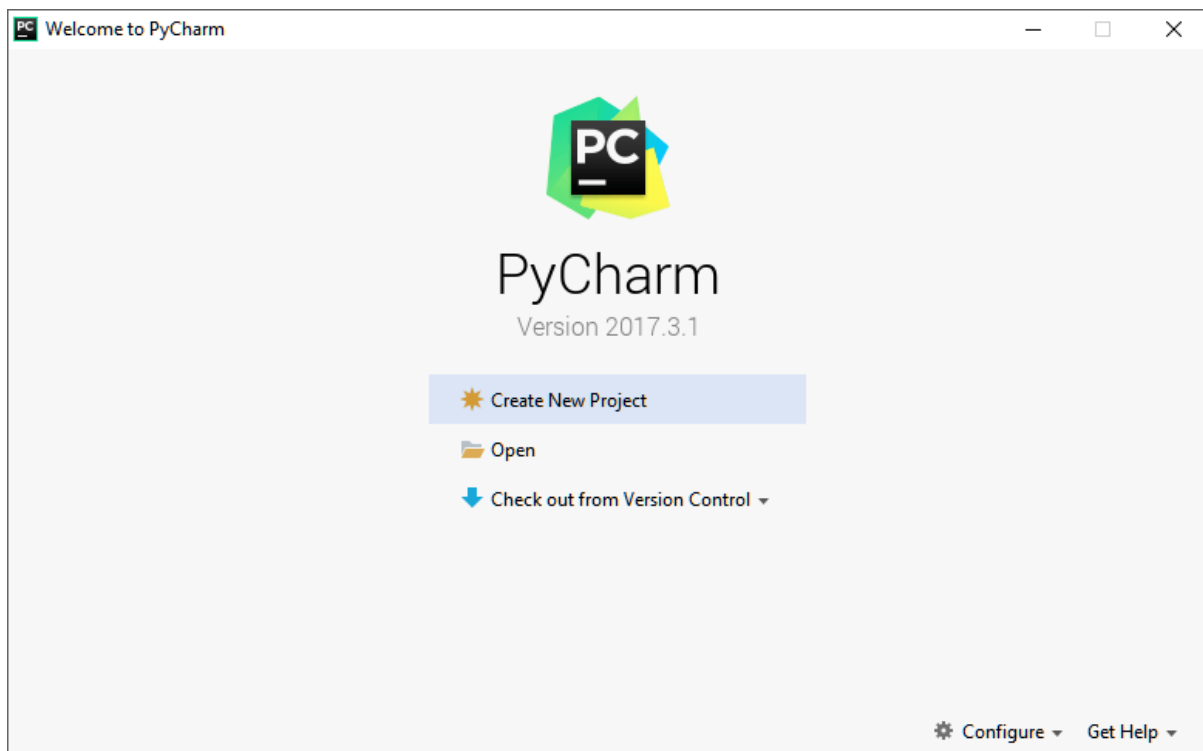 PC Welcome to PyCharm
PC
PyCharm
Version 2017.3.1
Create New Project
Open
Check out from Version Control
Configure Get Help